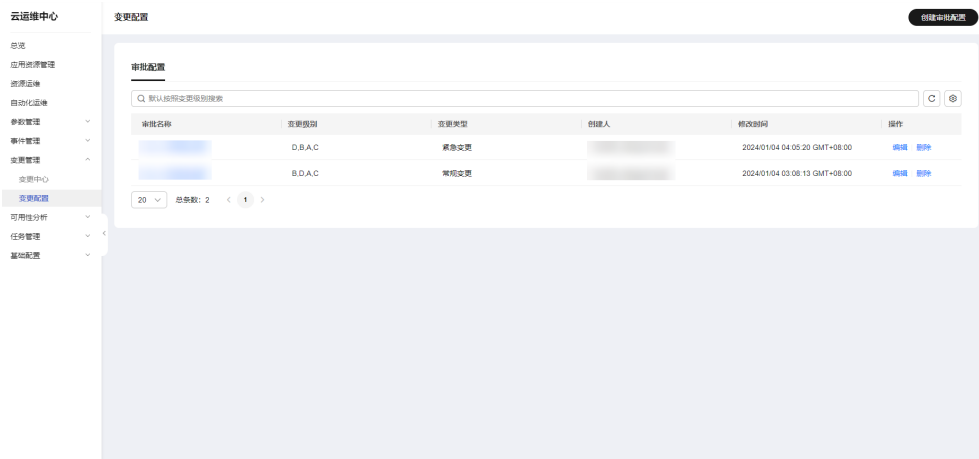 云运维中心
变更配置
创建审批配置
总览
应用资源管理
资源运维
自动化运维
参数管理
事件管理
变更管理
变更中心
变更配置
可用性分析
任务管理
基础配置
审批配置
默认按照变更级别搜索
审批名称 变更级别 变更类型 创建人 修改时间 操作
D,B,A,C 紧急变更 2024/01/04 04:05:20 GMT+08:00 编辑 删除
B,D,A,C 常规变更 2024/01/04 03:08:13 GMT+08:00 编辑 删除
20 总条数: 2 1